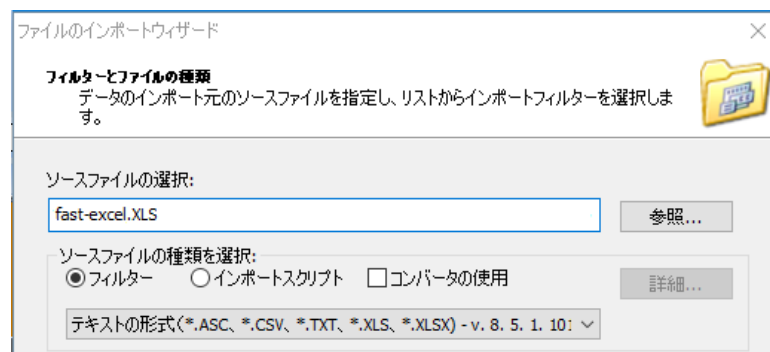 ファイルのインポートウィザード
フィルターとファイルの種類
データのインポート元のソースファイルを指定し、リストからインポートフィルターを選択しま
す。
ソースファイルの選択:
fast-excel.XLS
参照...
ソースファイルの種類を選択:
フィルター インポートスクリプト コンバータの使用
詳細...
テキストの形式(*.ASC、*.CSV、*.TXT、*.XLS、*.XLSX) - v. 8. 5. 1. 101